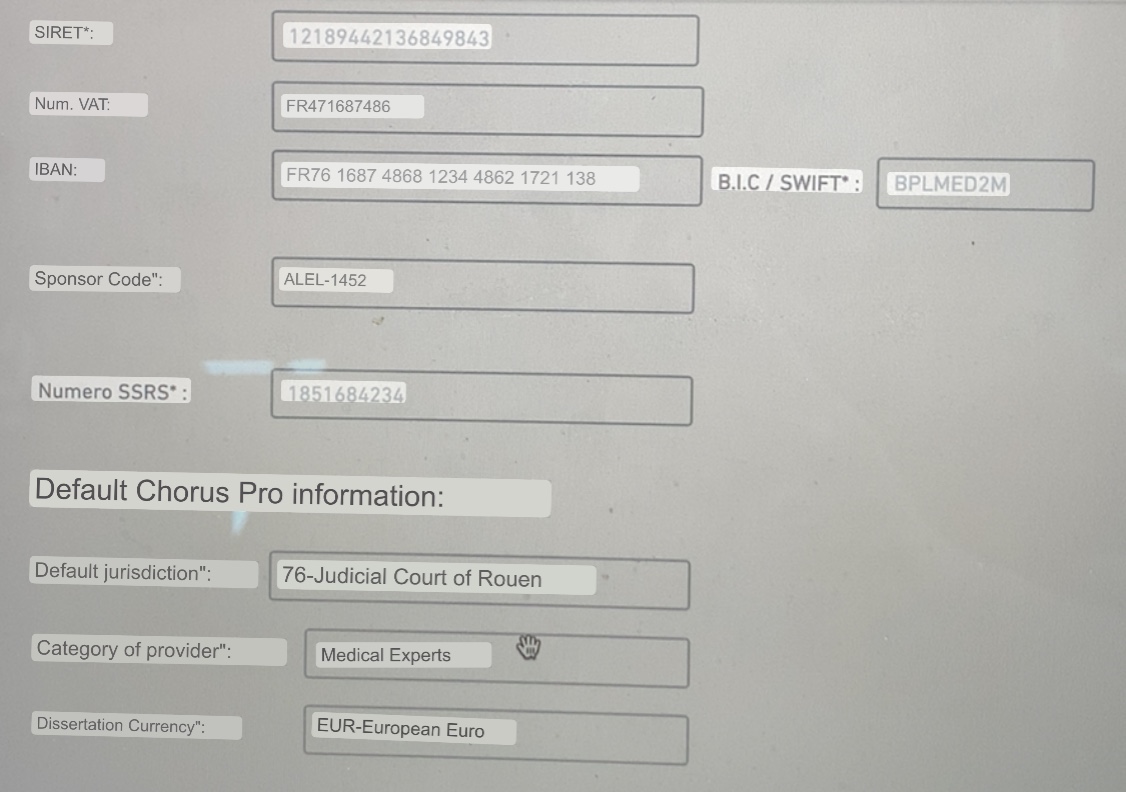 SIRET*: 12189442136849843
Num. VAT: FR471687486
IBAN: FR76 1687 4868 1234 4862 1721 138 B.I.C / SWIFT* : BPLMED2M
Sponsor Code": ALEL-1452
Numero SSRS* : 1851684234
Default Chorus Pro information:
Default jurisdiction": 76-Judicial Court of Rouen
Category of provider": Medical Experts
Dissertation Currency": EUR-European Euro